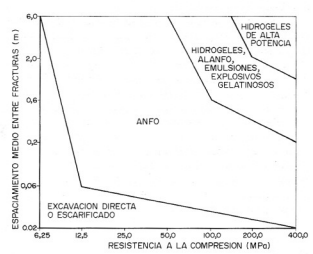 ESPACIAMIENTO MEDIO ENTRE FRACTURAS (m)
6,0
2,0
0,6
0,2
0,06
0.02
HIDROGELES
DE ALTA
POTENCIA
HIDROGELES,
ALANFO,
EMULSIONES,
EXPLOSIVOS
GELATINOSOS
ANFO
EXCAVACION DIRECTA
O ESCARIFICADO
6,25 12,5 25,0 50,0 100,0 200,0 400,0
RESISTENCIA A LA COMPRESION (MPa)